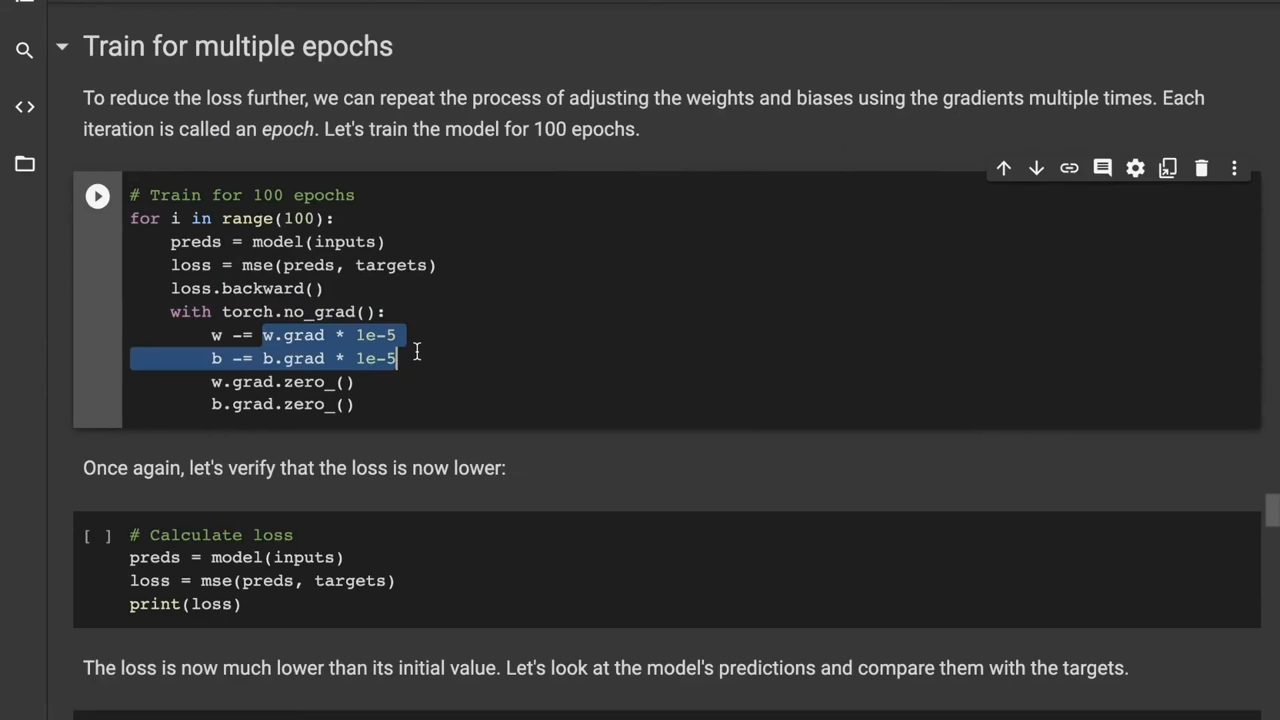 Train for multiple epochs
To reduce the loss further, we can repeat the process of adjusting the weights and biases using the gradients multiple times. Each
iteration is called an epoch. Let's train the model for 100 epochs.
# Train for 100 epochs
for i in range(100):
    preds = model(inputs)
    loss = mse(preds, targets)
    loss.backward()
    with torch.no_grad():
        w -= w.grad * 1e-5
        b -= b.grad * 1e-5
        w.grad.zero_()
        b.grad.zero_()
Once again, let's verify that the loss is now lower:
[ ] # Calculate loss
preds = model(inputs)
loss = mse(preds, targets)
print(loss)
The loss is now much lower than its initial value. Let's look at the model's predictions and compare them with the targets.